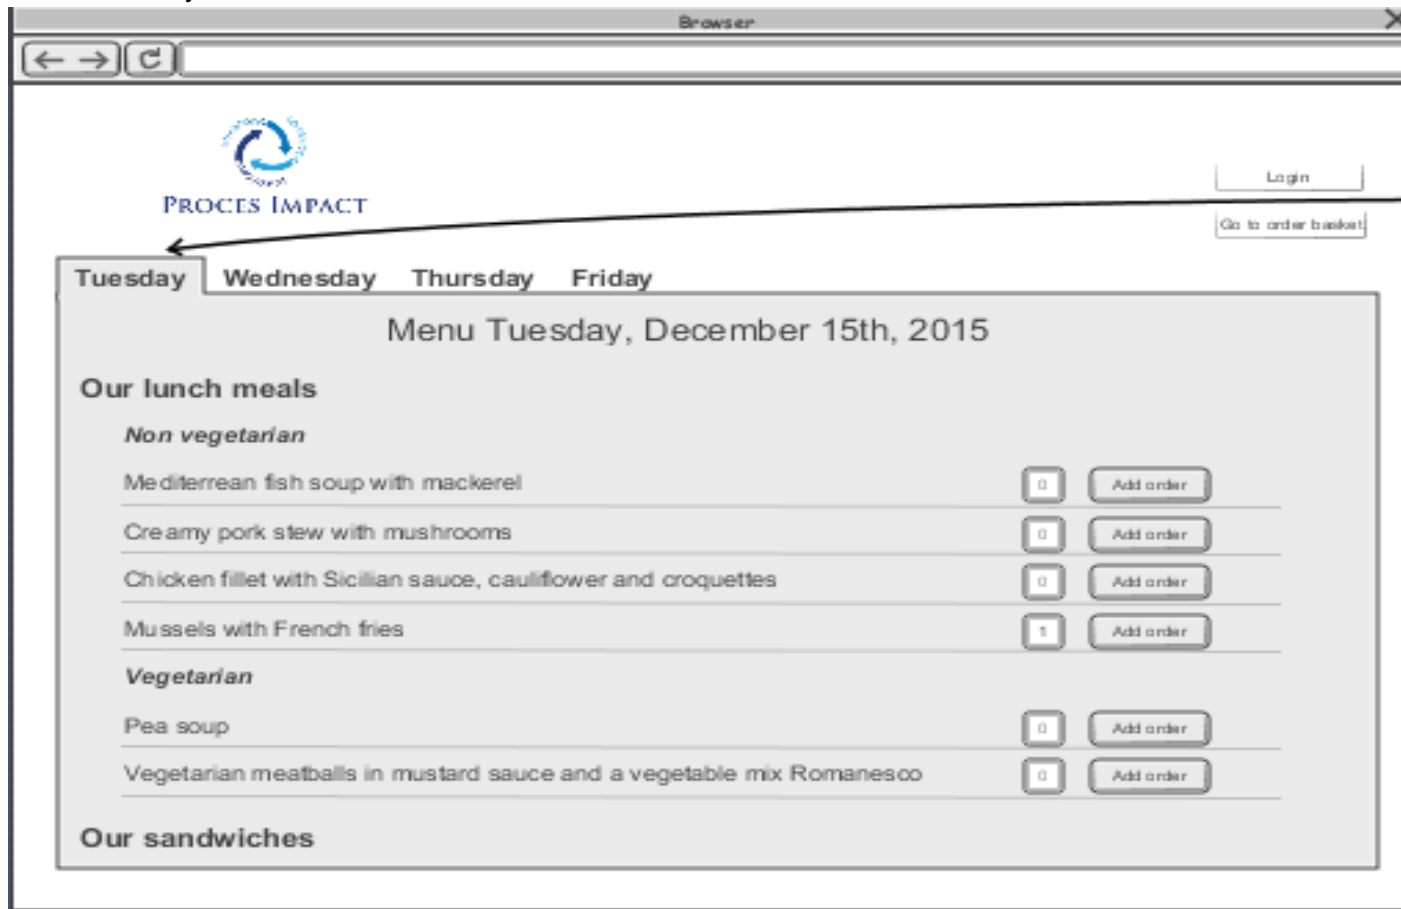 Browser
Login
PROCES IMPACT
Go to order basket
Tuesday Wednesday Thursday Friday
Menu Tuesday, December 15th, 2015
Our lunch meals
Non vegetarian
Mediterrean fish soup with mackerel 0 Add order
Creamy pork stew with mushrooms 0 Add order
Chicken fillet with Sicilian sauce, cauliflower and croquettes 0 Add order
Mussels with French fries 1 Add order
Vegetarian
Pea soup 0 Add order
Vegetarian meatballs in mustard sauce and a vegetable mix Romanesco 0 Add order
Our sandwiches